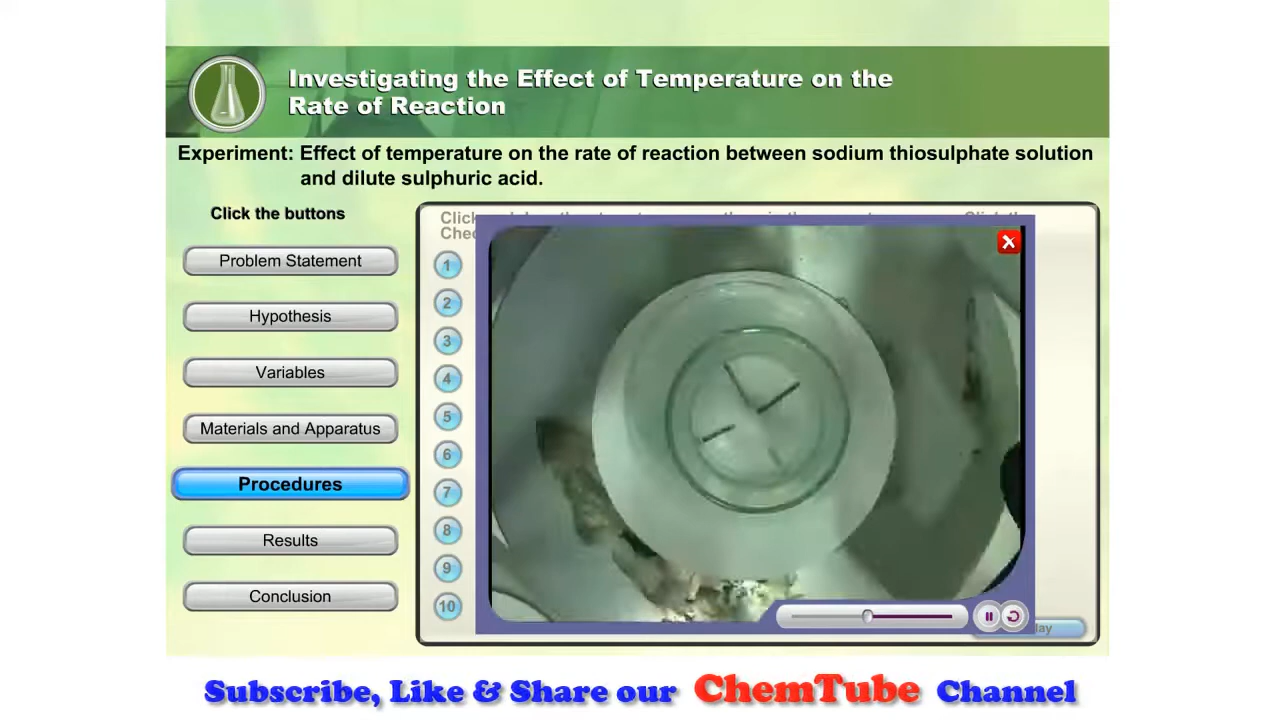 Investigating the Effect of Temperature on the
Rate of Reaction
Experiment: Effect of temperature on the rate of reaction between sodium thiosulphate solution
and dilute sulphuric acid.
Click the buttons
Problem Statement
Hypothesis
Variables
Materials and Apparatus
Procedures
Results
Conclusion
Click
1
2
3
4
5
6
7
8
9
10
Subscribe, Like & Share our ChemTube Channel